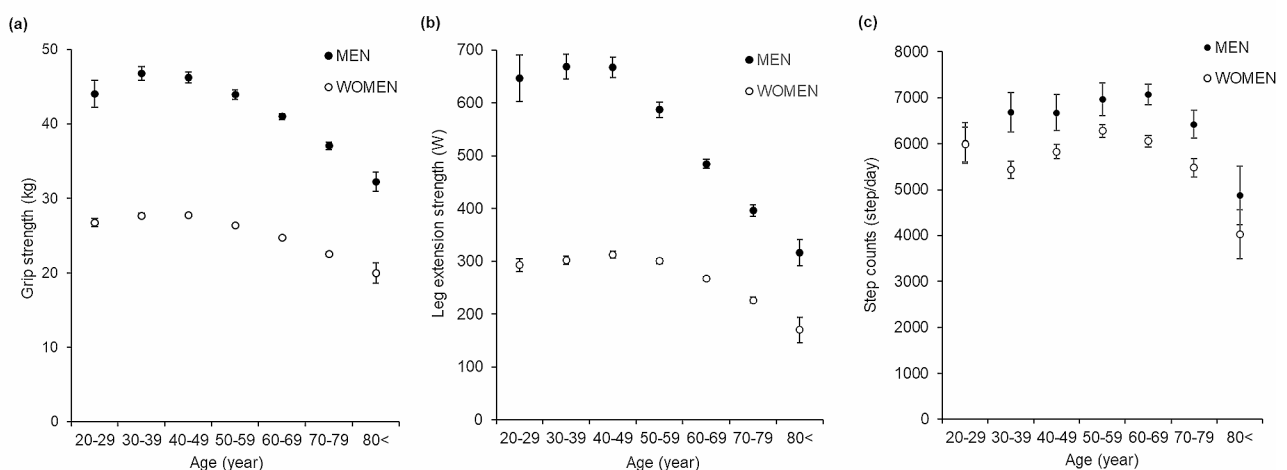 (a)
Grip strength (kg)
50
40
30
20
10
0
MEN
WOMEN
20-29 30-39 40-49 50-59 60-69 70-79 80<
Age (year)
(b)
Leg extension strength (W)
700
600
500
400
300
200
100
0
MEN
WOMEN
20-29 30-39 40-49 50-59 60-69 70-79 80<
Age (year)
(c)
Step counts (step/day)
8000
7000
6000
5000
4000
3000
2000
1000
0
MEN
WOMEN
20-29 30-39 40-49 50-59 60-69 70-79 80<
Age (year)